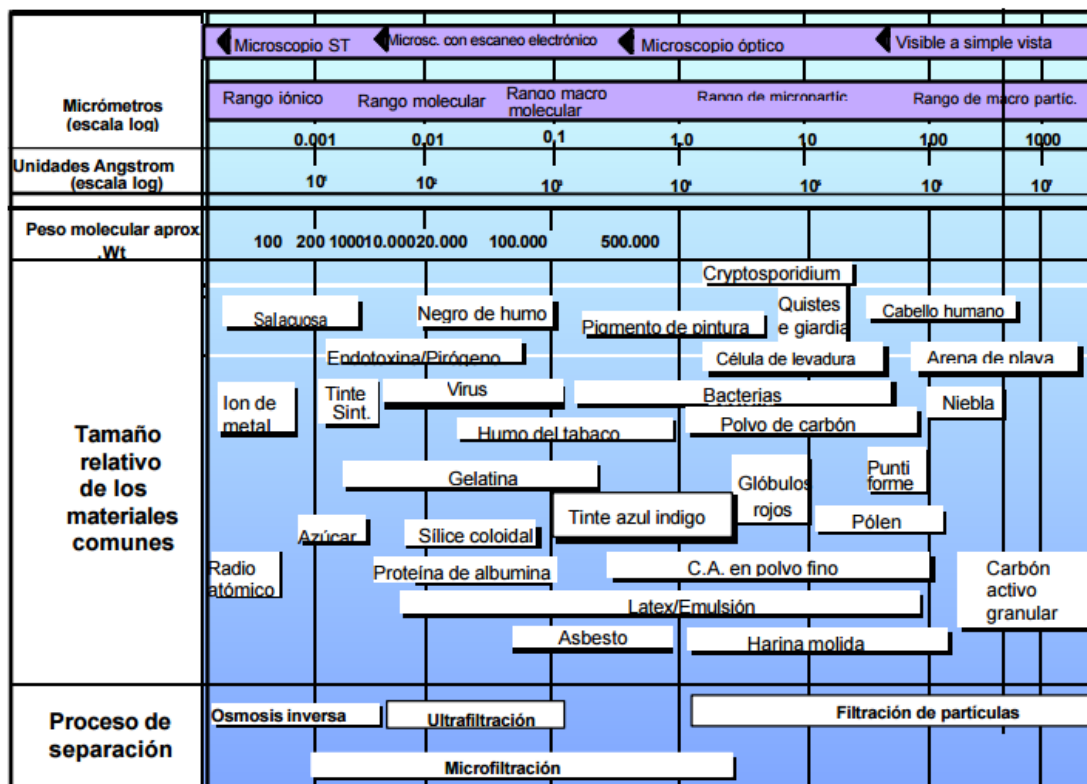 Microscopio ST
Microsc. con escaneo electrónico
Microscopio óptico
Visible a simple vista
Micrómetros
(escala log)
Rango iónico
Rango molecular
Rango macro
molecular
Rango de micropartíc
Rango de macro partíc.
0.001 0.01 0,1 1,0 10 100 1000
Unidades Angstrom
(escala log)
Peso molecular aprox
.Wt
100 200 1000 10.000 20.000 100.000 500.000
Tamaño
relativo
de los
materiales
comunes
Cryptosporidium
Salacuosa
Negro de humo
Pigmento de pintura
Quistes
e giardia
Cabello humano
Endotoxina/Pirógeno
Célula de levadura
Arena de playa
Ion de
metal
Tinte
Sint.
Virus
Bacterias
Niebla
Humo del tabaco
Polvo de carbón
Gelatina
Glóbulos
rojos
Punti
forme
Azúcar
Sílice coloidal
Tinte azul indigo
Pólen
Radio
atómico
Proteína de albumina
C.A. en polvo fino
Carbón
activo
granular
Latex/Emulsión
Asbesto
Harina molida
Proceso de
separación
Osmosis inversa
Ultrafiltración
Filtración de partículas
Microfiltración